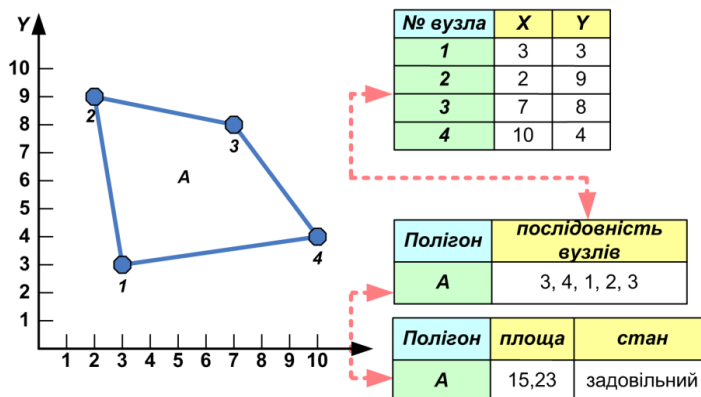 Y
10
9
8
7
6
5
4
3
2
1
1 2 3 4 5 6 7 8 9 10
2
3
A
1
4
№ вузла X Y
1 3 3
2 2 9
3 7 8
4 10 4
Полігон послідовність вузлів
A 3, 4, 1, 2, 3
Полігон площа стан
A 15,23 задовільний